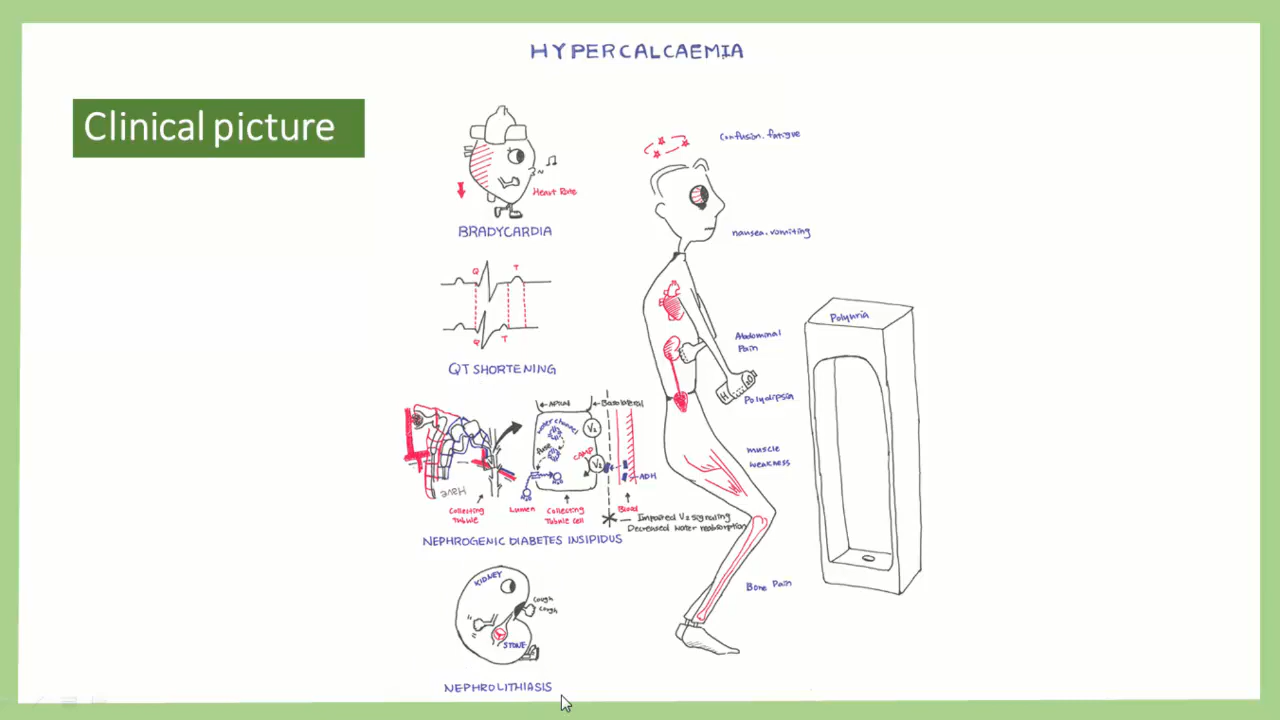 HYPERCALCAEMIA
Clinical picture
Heart Rate
BRADYCARDIA
Q T
Q T
QT SHORTENING
APICAL
Basolateral
water channel
V₂
CAMP
V₂
ADH
Collecting
Tubule
Lumen
Collecting
Tubule Cell
Blood
Impaired V₂ signaling
Decreased water reabsorption
NEPHROGENIC DIABETES INSIPIDUS
KIDNEY
Cough
Cough
STONE
NEPHROLITHIASIS
confusion. fatigue
nausea. vomiting
Abdominal
Pain
Polydipsia
muscle
weakness
Bone Pain
Polyuria